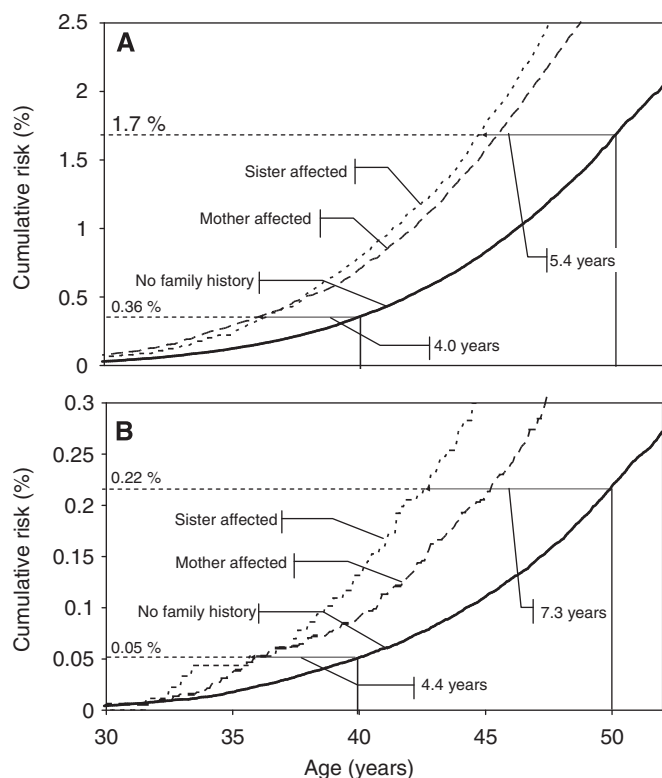 A
Cumulative risk (%)
2.5
2
1.5
1
0.5
0
1.7 %
0.36 %
Sister affected
Mother affected
No family history
5.4 years
4.0 years
B
Cumulative risk (%)
0.3
0.25
0.2
0.15
0.1
0.05
0
0.22 %
0.05 %
Sister affected
Mother affected
No family history
7.3 years
4.4 years
30 35 40 45 50
Age (years)